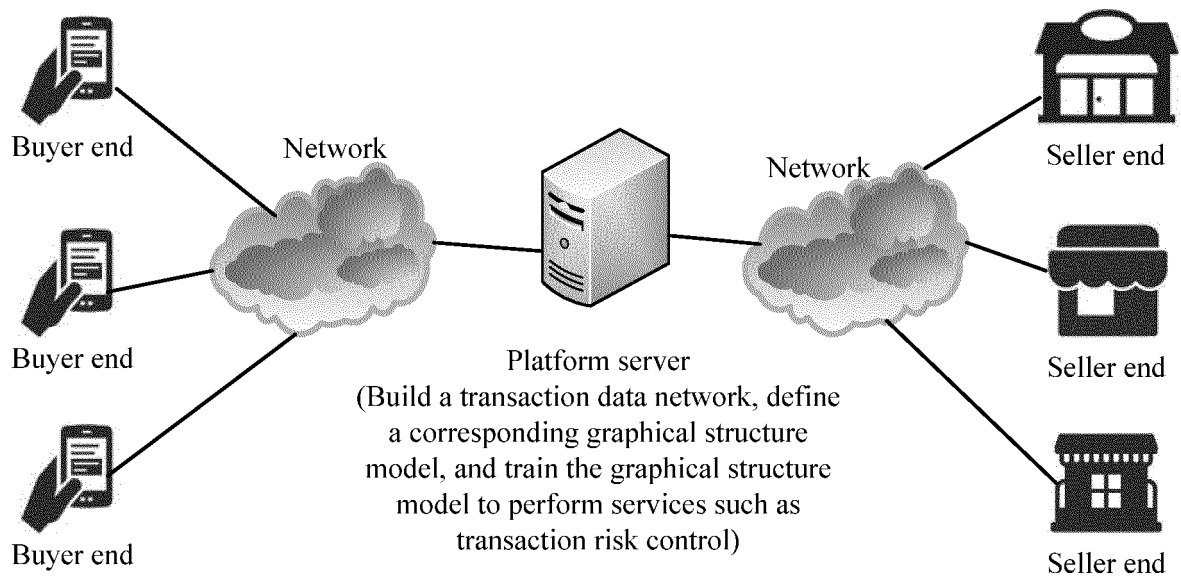 Buyer end
Network
Network
Seller end
Buyer end
Seller end
Platform server
(Build a transaction data network, define
a corresponding graphical structure
model, and train the graphical structure
model to perform services such as
transaction risk control)
Buyer end
Seller end